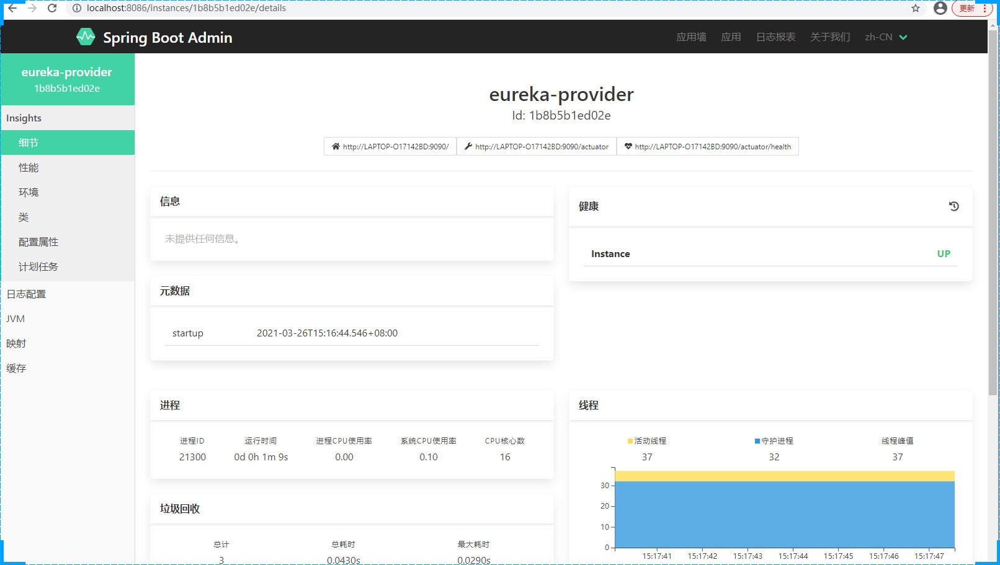 localhost:8086/instances/1b8b5b1ed02e/details
更新
Spring Boot Admin
应用墙 应用 日志报表 关于我们 zh-CN
eureka-provider
1b8b5b1ed02e
Insights
细节
性能
环境
类
配置属性
计划任务
日志配置
JVM
映射
缓存
eureka-provider
Id: 1b8b5b1ed02e
http://LAPTOP-O17142BD:9090/ http://LAPTOP-O17142BD:9090/actuator http://LAPTOP-O17142BD:9090/actuator/health
信息
未提供任何信息。
健康
Instance UP
元数据
startup 2021-03-26T15:16:44.546+08:00
进程
进程ID 运行时间 进程CPU使用率 系统CPU使用率 CPU核心数
21300 0d 0h 1m 9s 0.00 0.10 16
线程
活动线程 守护进程 线程峰值
37 32 37
30
20
10
0
15:17:41 15:17:42 15:17:43 15:17:44 15:17:45 15:17:46 15:17:47
垃圾回收
总计 总耗时 最大耗时
3 0.0430s 0.0290s